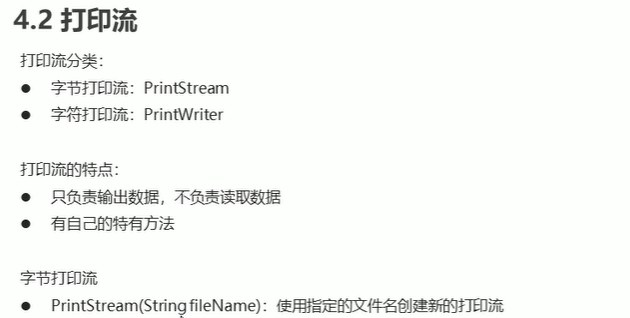 4.2 打印流
打印流分类：
● 字节打印流：PrintStream
● 字符打印流：PrintWriter
打印流的特点：
● 只负责输出数据，不负责读取数据
● 有自己的特有方法
字节打印流
● PrintStream(String fileName)：使用指定的文件名创建新的打印流